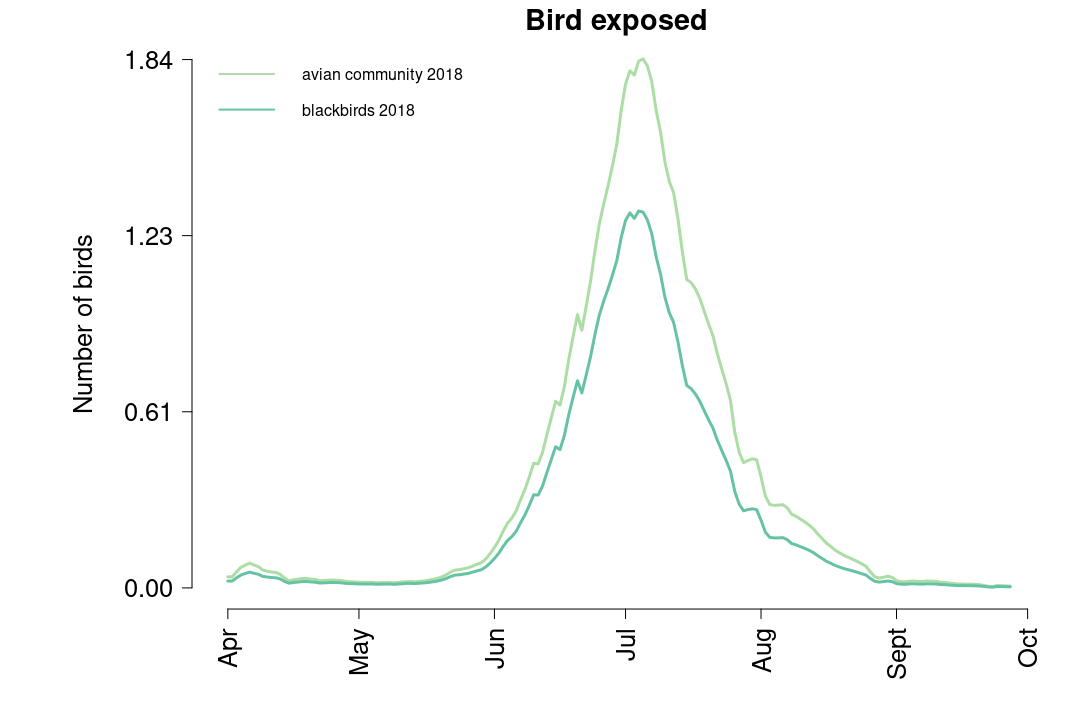 Bird exposed
avian community 2018
blackbirds 2018
Number of birds
1.84
1.23
0.61
0.00
Apr
May
Jun
Jul
Aug
Sept
Oct